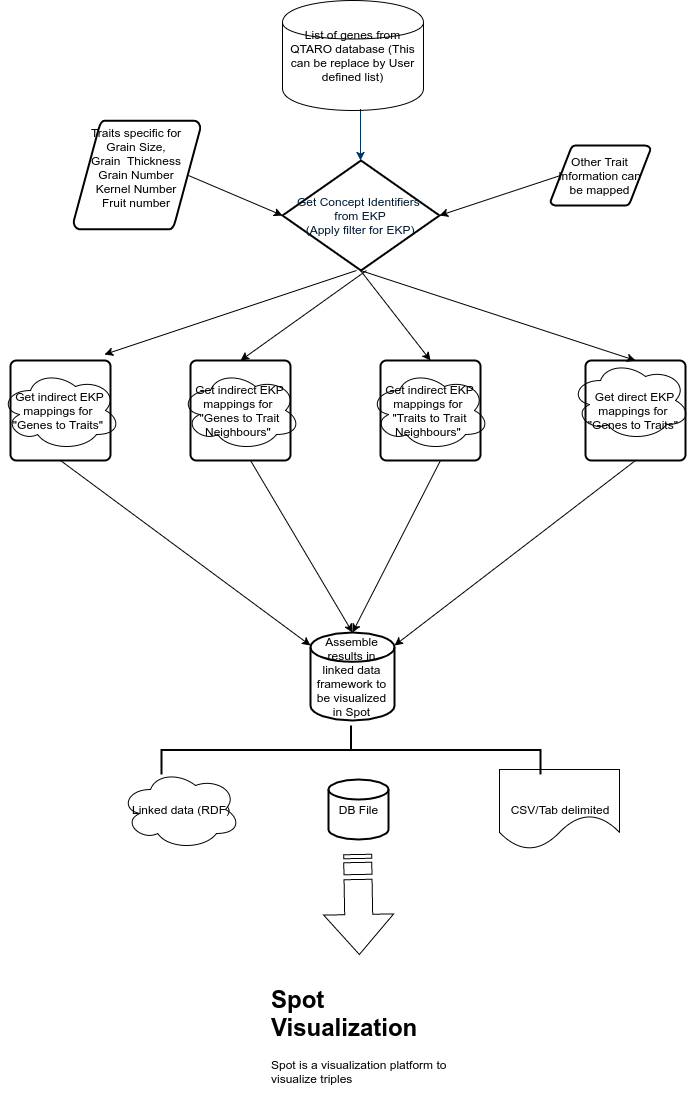 List of genes from
QTARO database (This
can be replace by User
defined list)
Traits specific for
Grain Size,
Grain Thickness
Grain Number
Kernel Number
Fruit number
Other Trait
information can
be mapped
Get Concept Identifiers
from EKP
(Apply filter for EKP)
Get indirect EKP
mappings for
"Genes to Traits"
Get indirect EKP
mappings for
"Genes to Trait
Neighbours"
Get indirect EKP
mappings for
"Traits to Trait
Neighbours"
Get direct EKP
mappings for
"Genes to Traits"
Assemble
results in
linked data
framework to
be visualized
in Spot
Linked data (RDF)
DB File
CSV/Tab delimited
Spot
Visualization
Spot is a visualization platform to
visualize triples